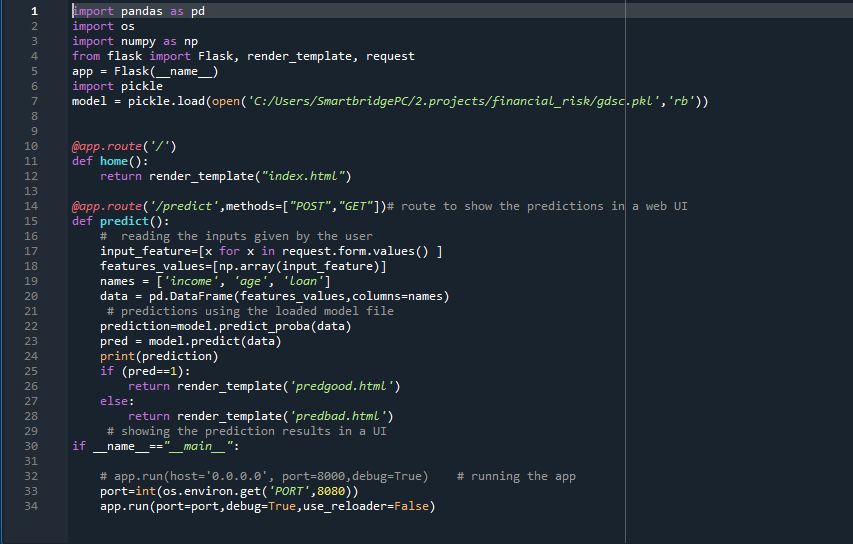 1 import pandas as pd
2 import os
3 import numpy as np
4 from flask import Flask, render_template, request
5 app = Flask(__name__)
6 import pickle
7 model = pickle.load(open('C:/Users/SmartbridgePC/2.projects/financial_risk/gdsc.pkl','rb'))
8
9
10 @app.route('/')
11 def home():
12     return render_template("index.html")
13
14 @app.route('/predict',methods=["POST","GET"])# route to show the predictions in a web UI
15 def predict():
16     #  reading the inputs given by the user
17     input_feature=[x for x in request.form.values() ]
18     features_values=[np.array(input_feature)]
19     names = ['income', 'age', 'loan']
20     data = pd.DataFrame(features_values,columns=names)
21      # predictions using the loaded model file
22     prediction=model.predict_proba(data)
23     pred = model.predict(data)
24     print(prediction)
25     if (pred==1):
26         return render_template('predgood.html')
27     else:
28         return render_template('predbad.html')
29      # showing the prediction results in a UI
30 if __name__=="__main__":
31
32     # app.run(host='0.0.0.0', port=8000,debug=True)    # running the app
33     port=int(os.environ.get('PORT',8080))
34     app.run(port=port,debug=True,use_reloader=False)